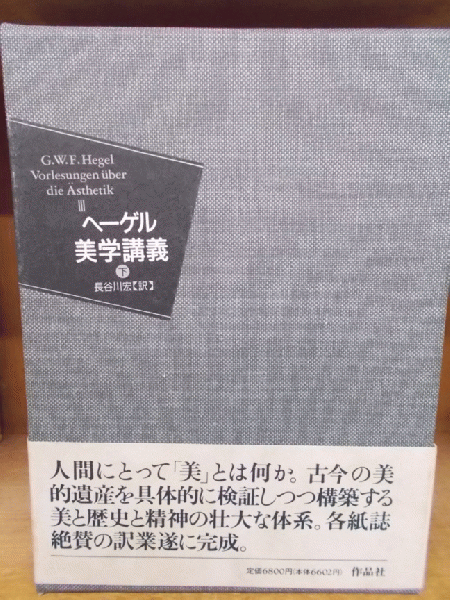 G.W.F. Hegel
Vorlesungen über
die Ästhetik
III
ヘーゲル
美学講義
下
長谷川宏【訳】
人間にとって「美」とは何か。古今の美
的遺産を具体的に検証しつつ構築する
美と歴史と精神の壮大な体系。各紙誌
絶賛の訳業遂に完成。
定価6800円(本体6602円) 作品社